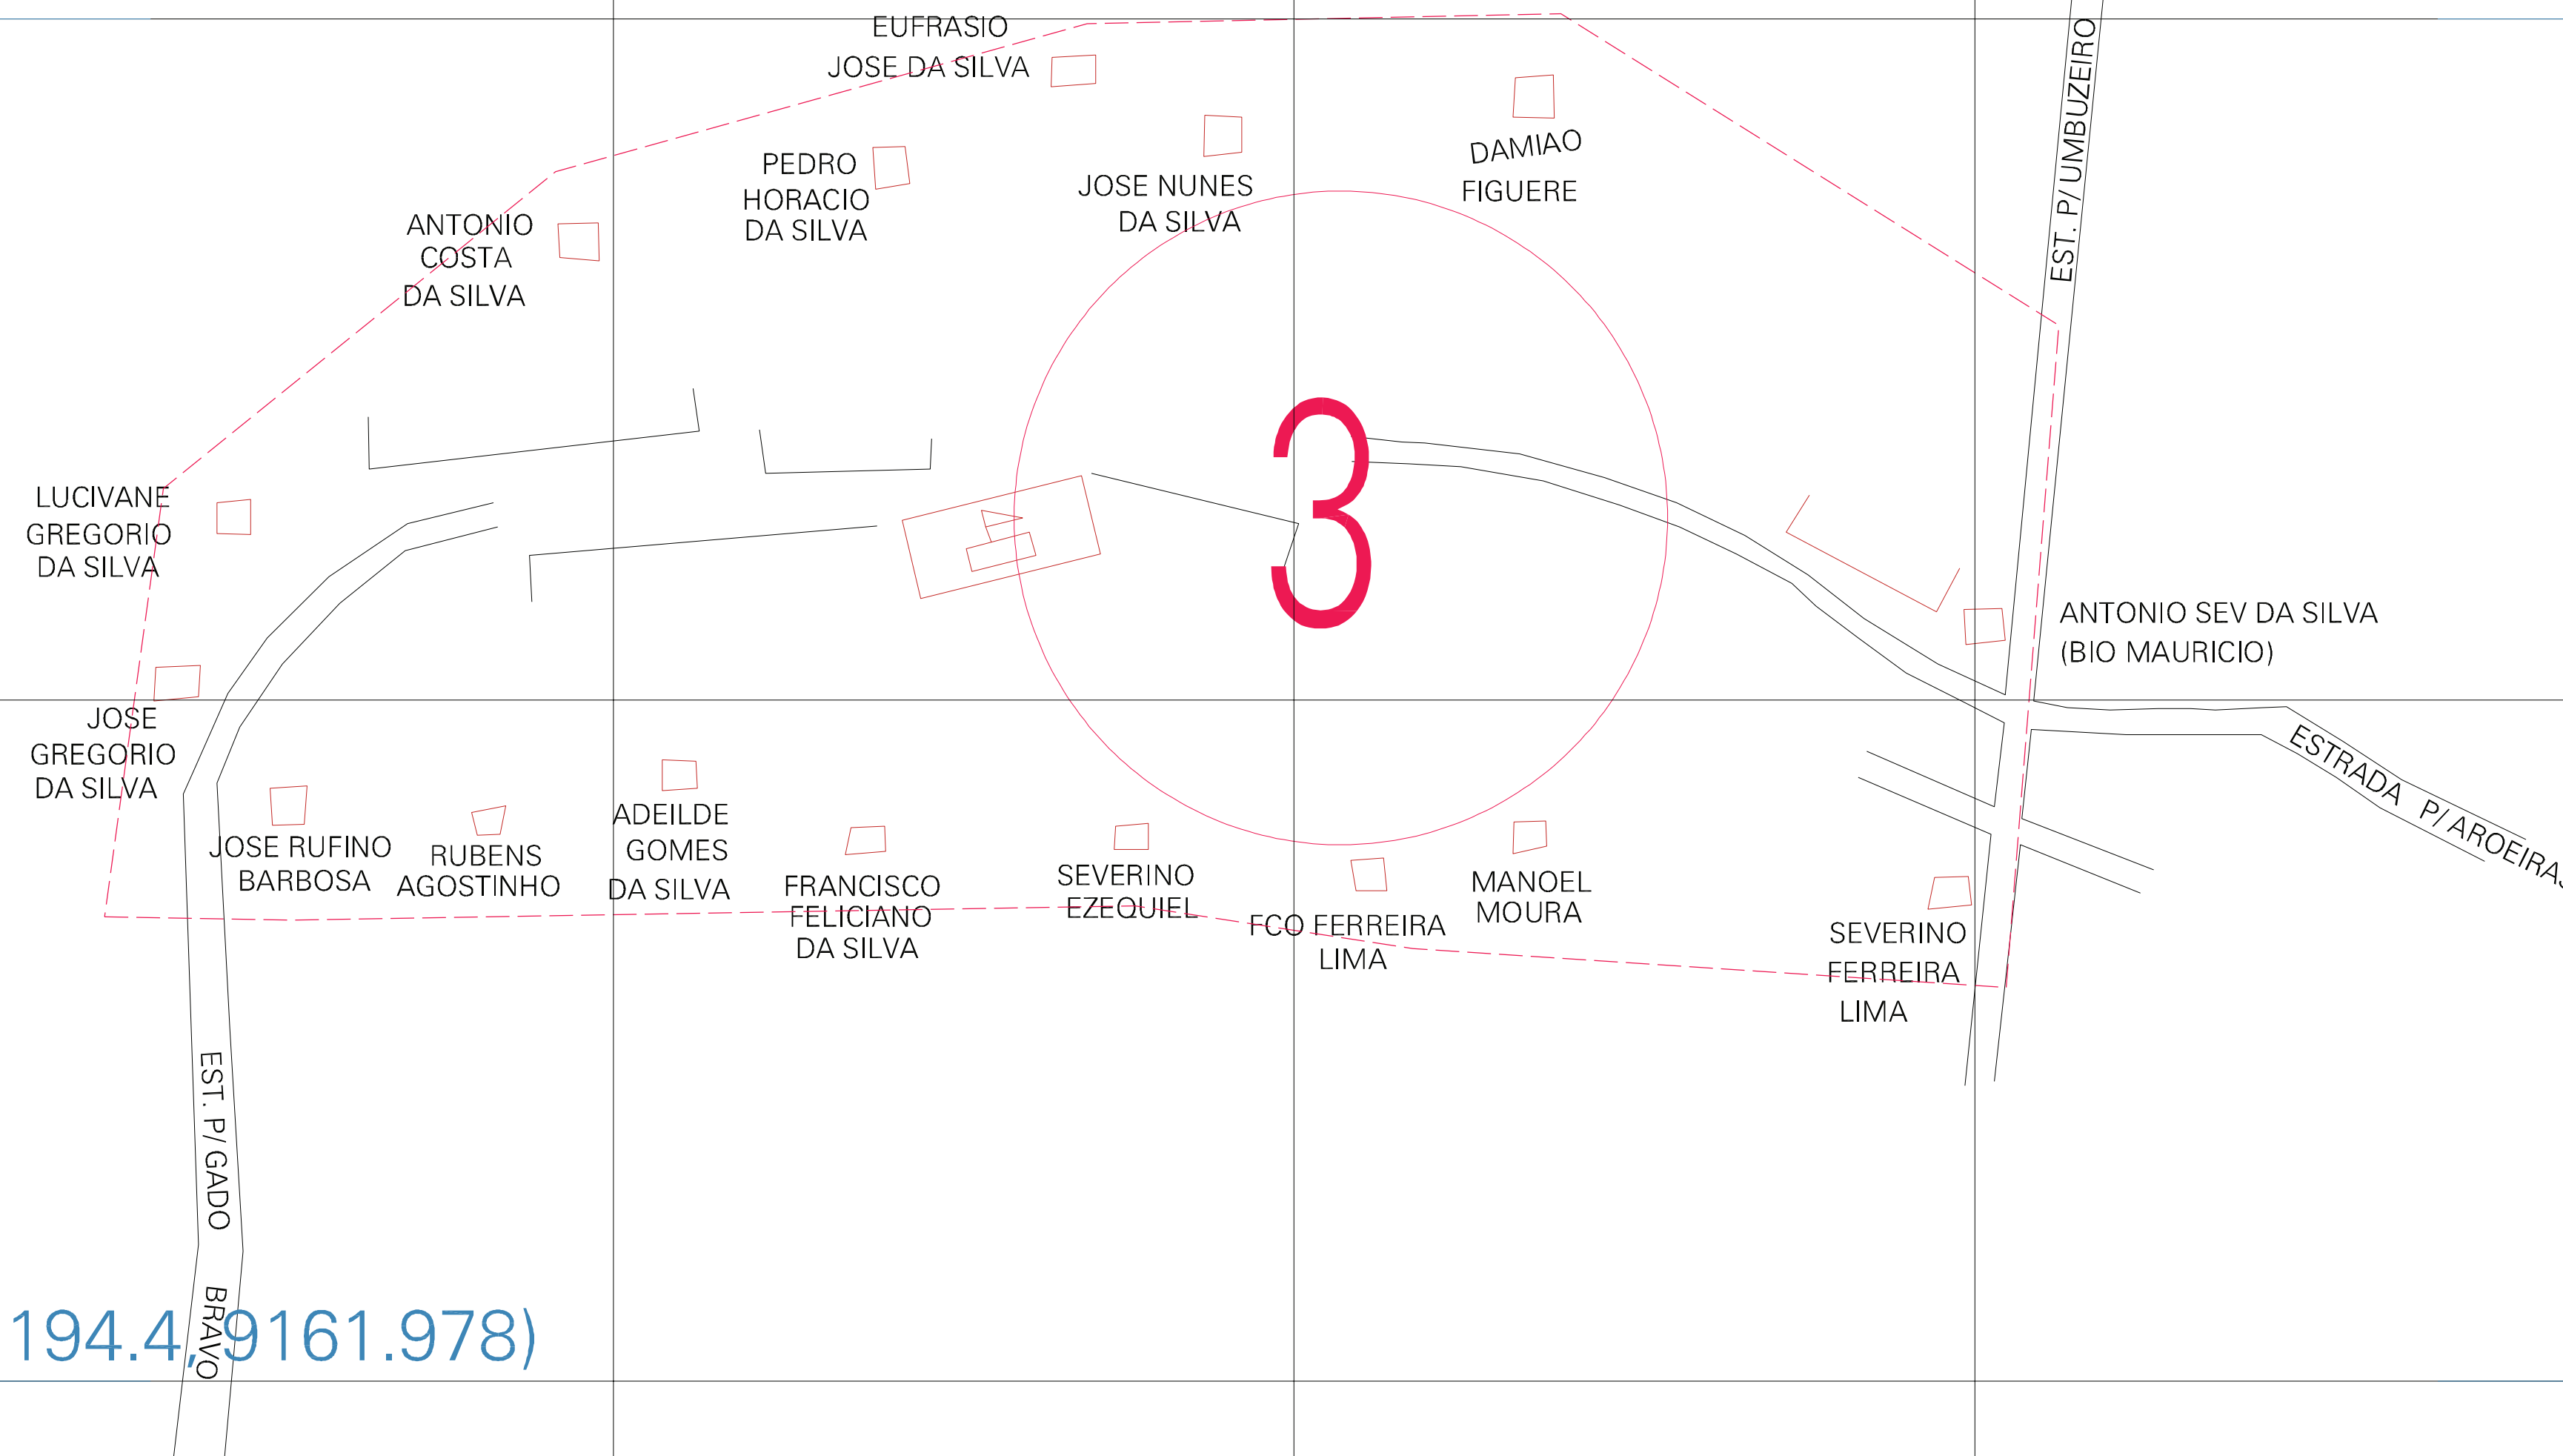 EUFRASIO
JOSE DA SILVA
PEDRO
HORACIO
DA SILVA
JOSE NUNES
DA SILVA
DAMIAO
FIGUERE
EST. P/ UMBUZEIRO
ANTONIO
COSTA
DA SILVA
3
LUCIVANE
GREGORIO
DA SILVA
ANTONIO SEV DA SILVA
(BIO MAURICIO)
JOSE
GREGORIO
DA SILVA
ESTRADA P/ AROEIRAS
JOSE RUFINO
BARBOSA
RUBENS
AGOSTINHO
ADEILDE
GOMES
DA SILVA
FRANCISCO
FELICIANO
DA SILVA
SEVERINO
EZEQUIEL
FCO FERREIRA
LIMA
MANOEL
MOURA
SEVERINO
FERREIRA
LIMA
EST. P/ GADO BRAVO
194.4, 9161.978)